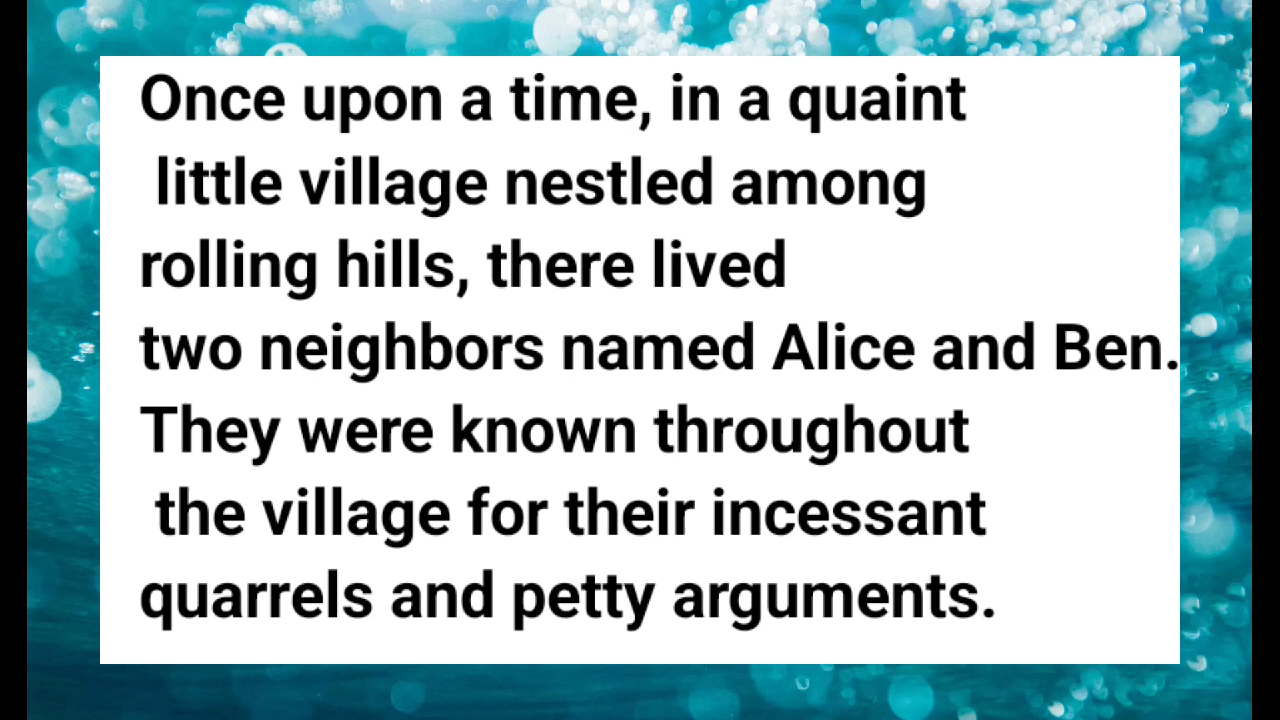 Once upon a time, in a quaint
little village nestled among
rolling hills, there lived
two neighbors named Alice and Ben.
They were known throughout
the village for their incessant
quarrels and petty arguments.